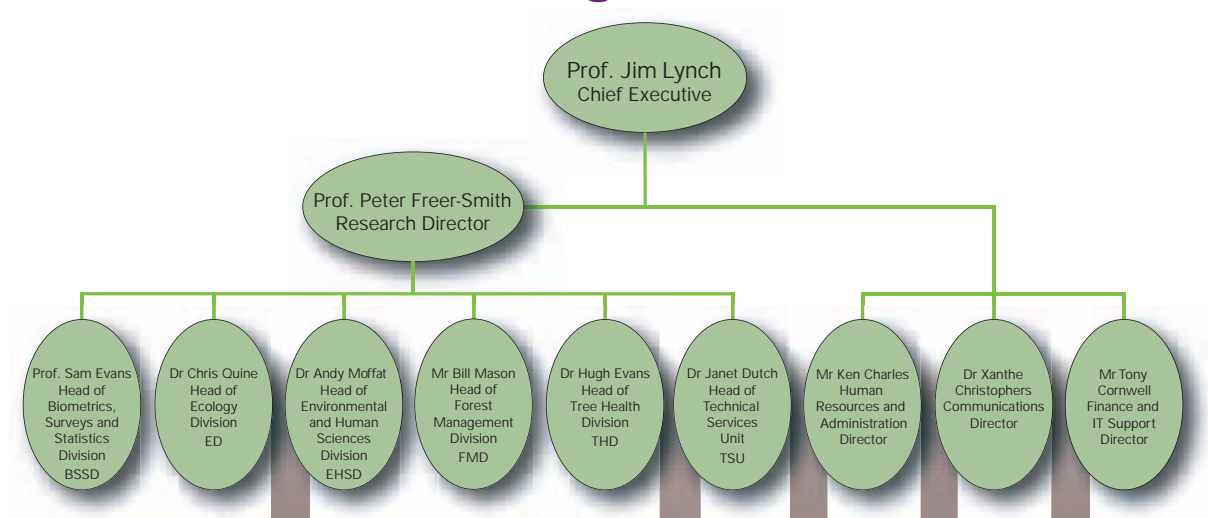 Prof. Jim Lynch
Chief Executive
Prof. Peter Freer-Smith
Research Director
Prof. Sam Evans
Head of
Biometrics,
Surveys and
Statistics
Division
BSSD
Dr Chris Quine
Head of
Ecology
Division
ED
Dr Andy Moffat
Head of
Environmental
and Human
Sciences
Division
EHSD
Mr Bill Mason
Head of
Forest
Management
Division
FMD
Dr Hugh Evans
Head of
Tree Health
Division
THD
Dr Janet Dutch
Head of
Technical
Services
Unit
TSU
Mr Ken Charles
Human
Resources and
Administration
Director
Dr Xanthe
Christophers
Communications
Director
Mr Tony
Cornwell
Finance and
IT Support
Director